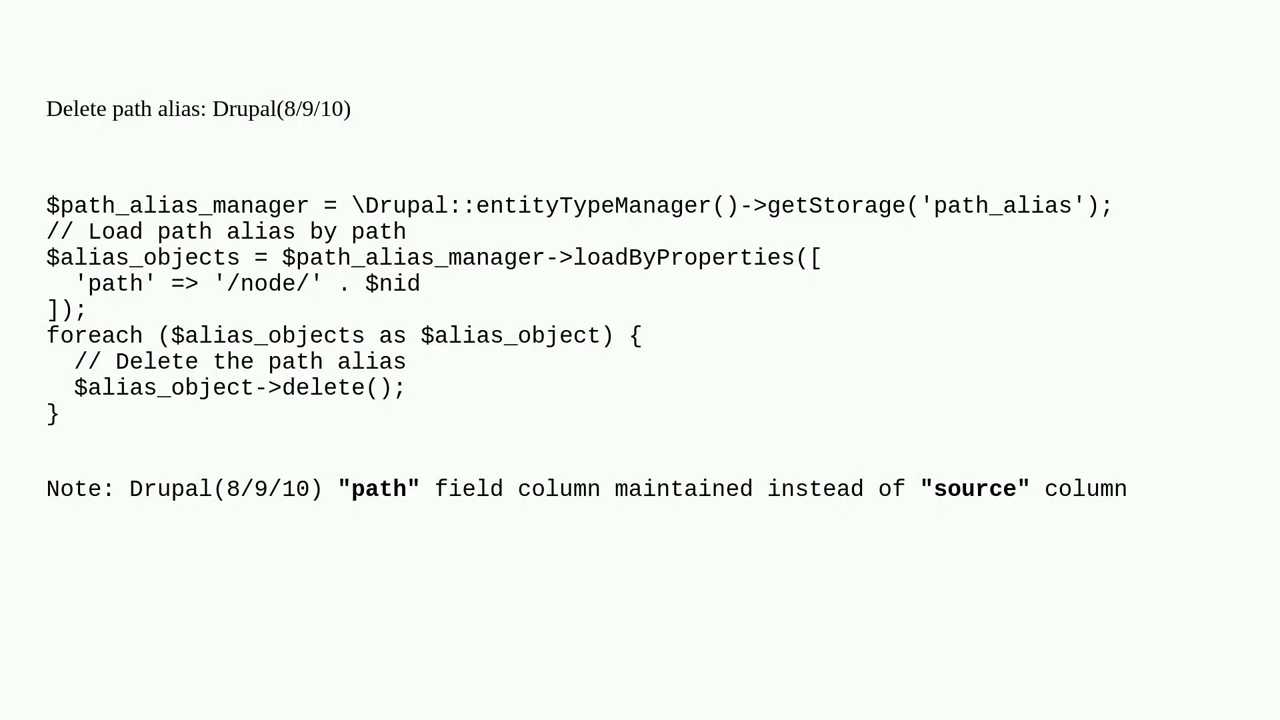 Delete path alias: Drupal(8/9/10)
$path_alias_manager = \Drupal::entityTypeManager()->getStorage('path_alias');
// Load path alias by path
$alias_objects = $path_alias_manager->loadByProperties([
  'path' => '/node/' . $nid
]);
foreach ($alias_objects as $alias_object) {
  // Delete the path alias
  $alias_object->delete();
}
Note: Drupal(8/9/10) "path" field column maintained instead of "source" column